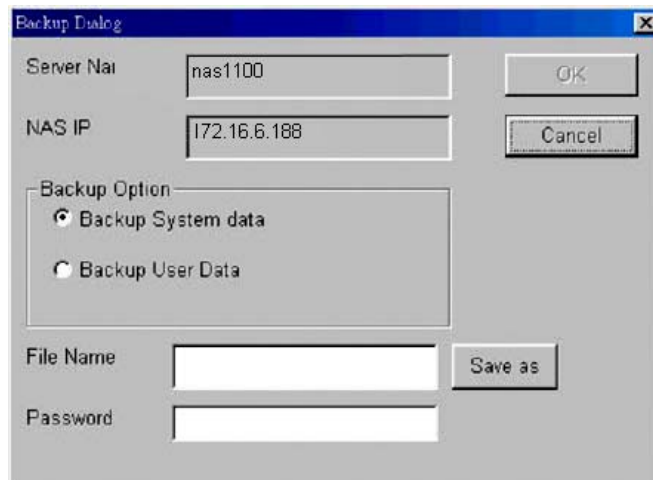 Backup Dialog
Server Nai
nas1100
OK
NAS IP
172.16.6.188
Cancel
Backup Option
Backup System data
Backup User Data
File Name
Save as
Password